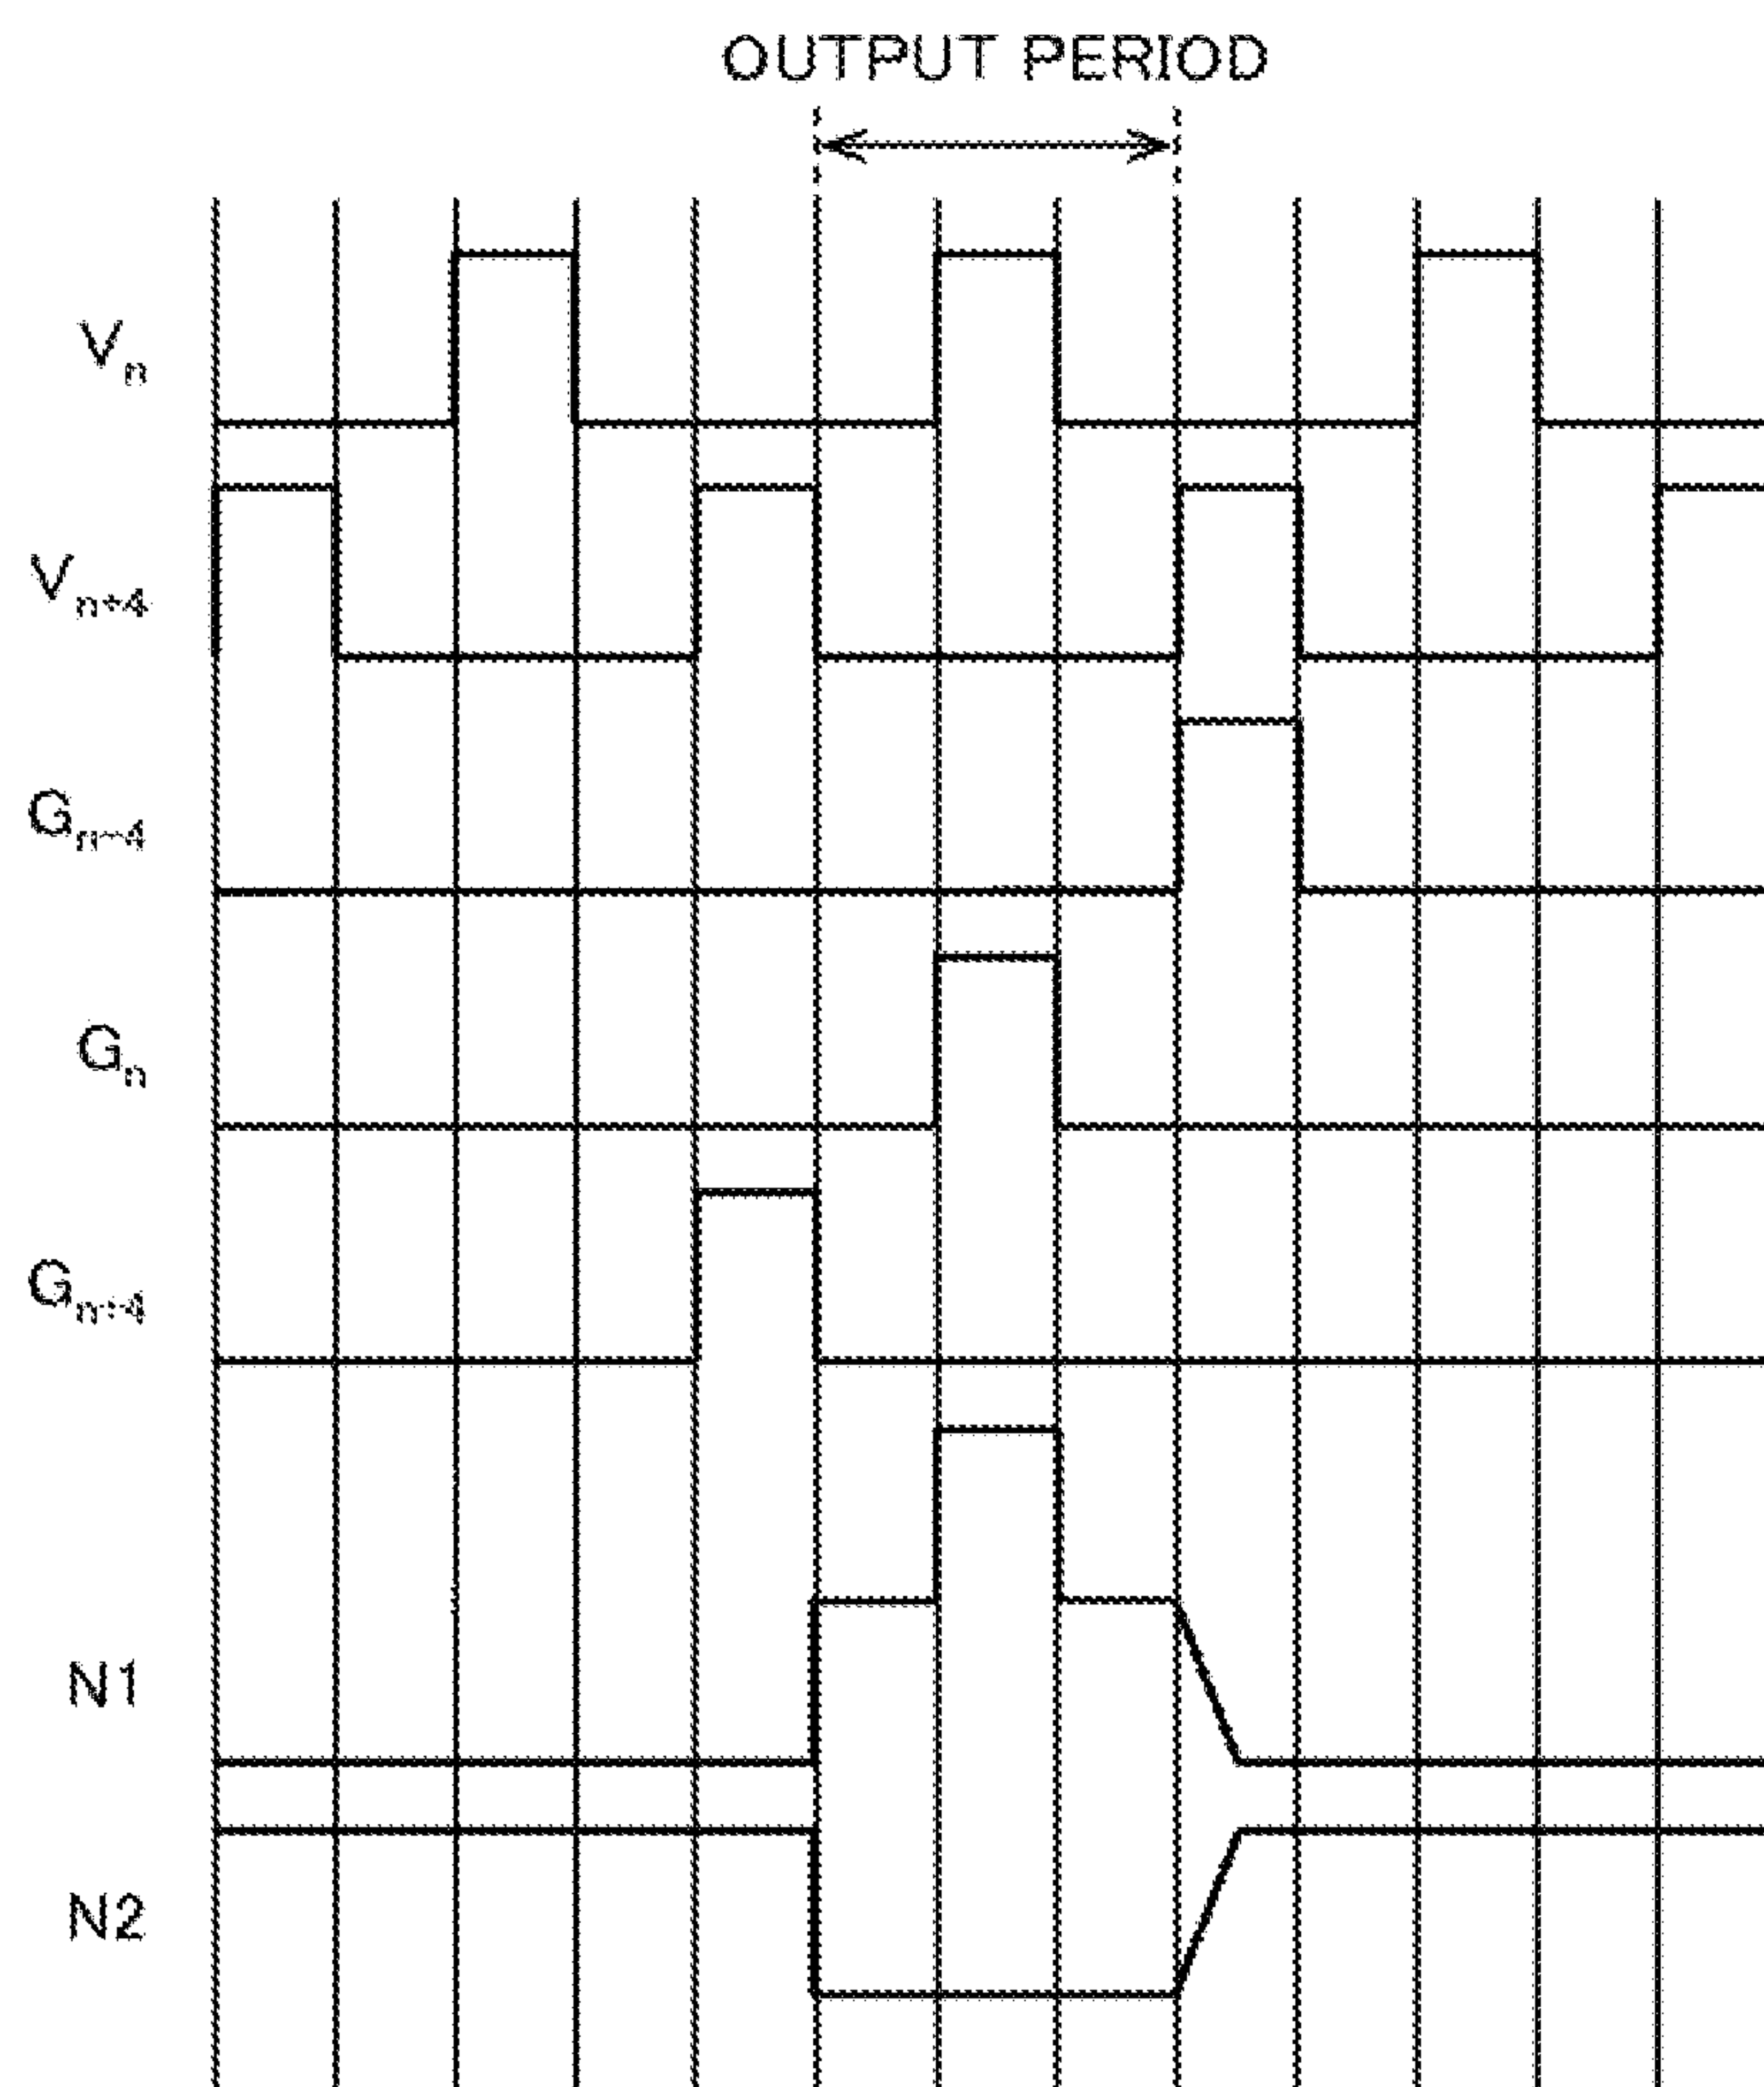 OUTPUT PERIOD
Vn
Vn+4
Gn-4
Gn
Gn+4
N1
N2